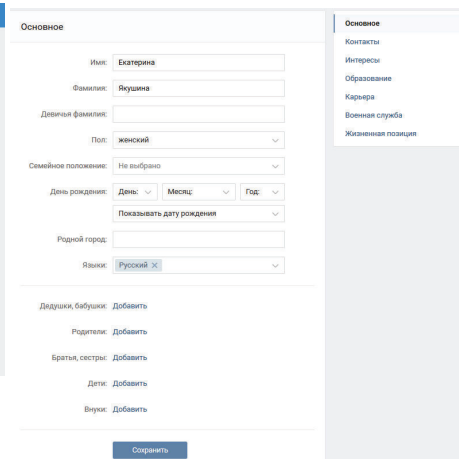 Основное
Имя: Екатерина
Фамилия: Якушина
Девичья фамилия:
Пол: женский
Семейное положение: Не выбрано
День рождения: День: Месяц: Год:
Показывать дату рождения
Родной город:
Языки: Русский
Дедушки, бабушки: Добавить
Родители: Добавить
Братья, сестры: Добавить
Дети: Добавить
Внуки: Добавить
Сохранить
Основное
Контакты
Интересы
Образование
Карьера
Военная служба
Жизненная позиция